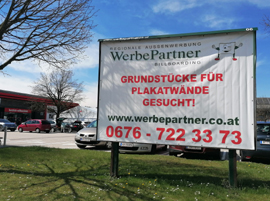 REGIONALE AUSSENWERBUNG
WerbePartner
BILLBOARDING
GRUNDSTÜCKE FÜR
PLAKATWÄNDE
GESUCHT!
www.werbepartner.co.at
0676 - 722 33 73